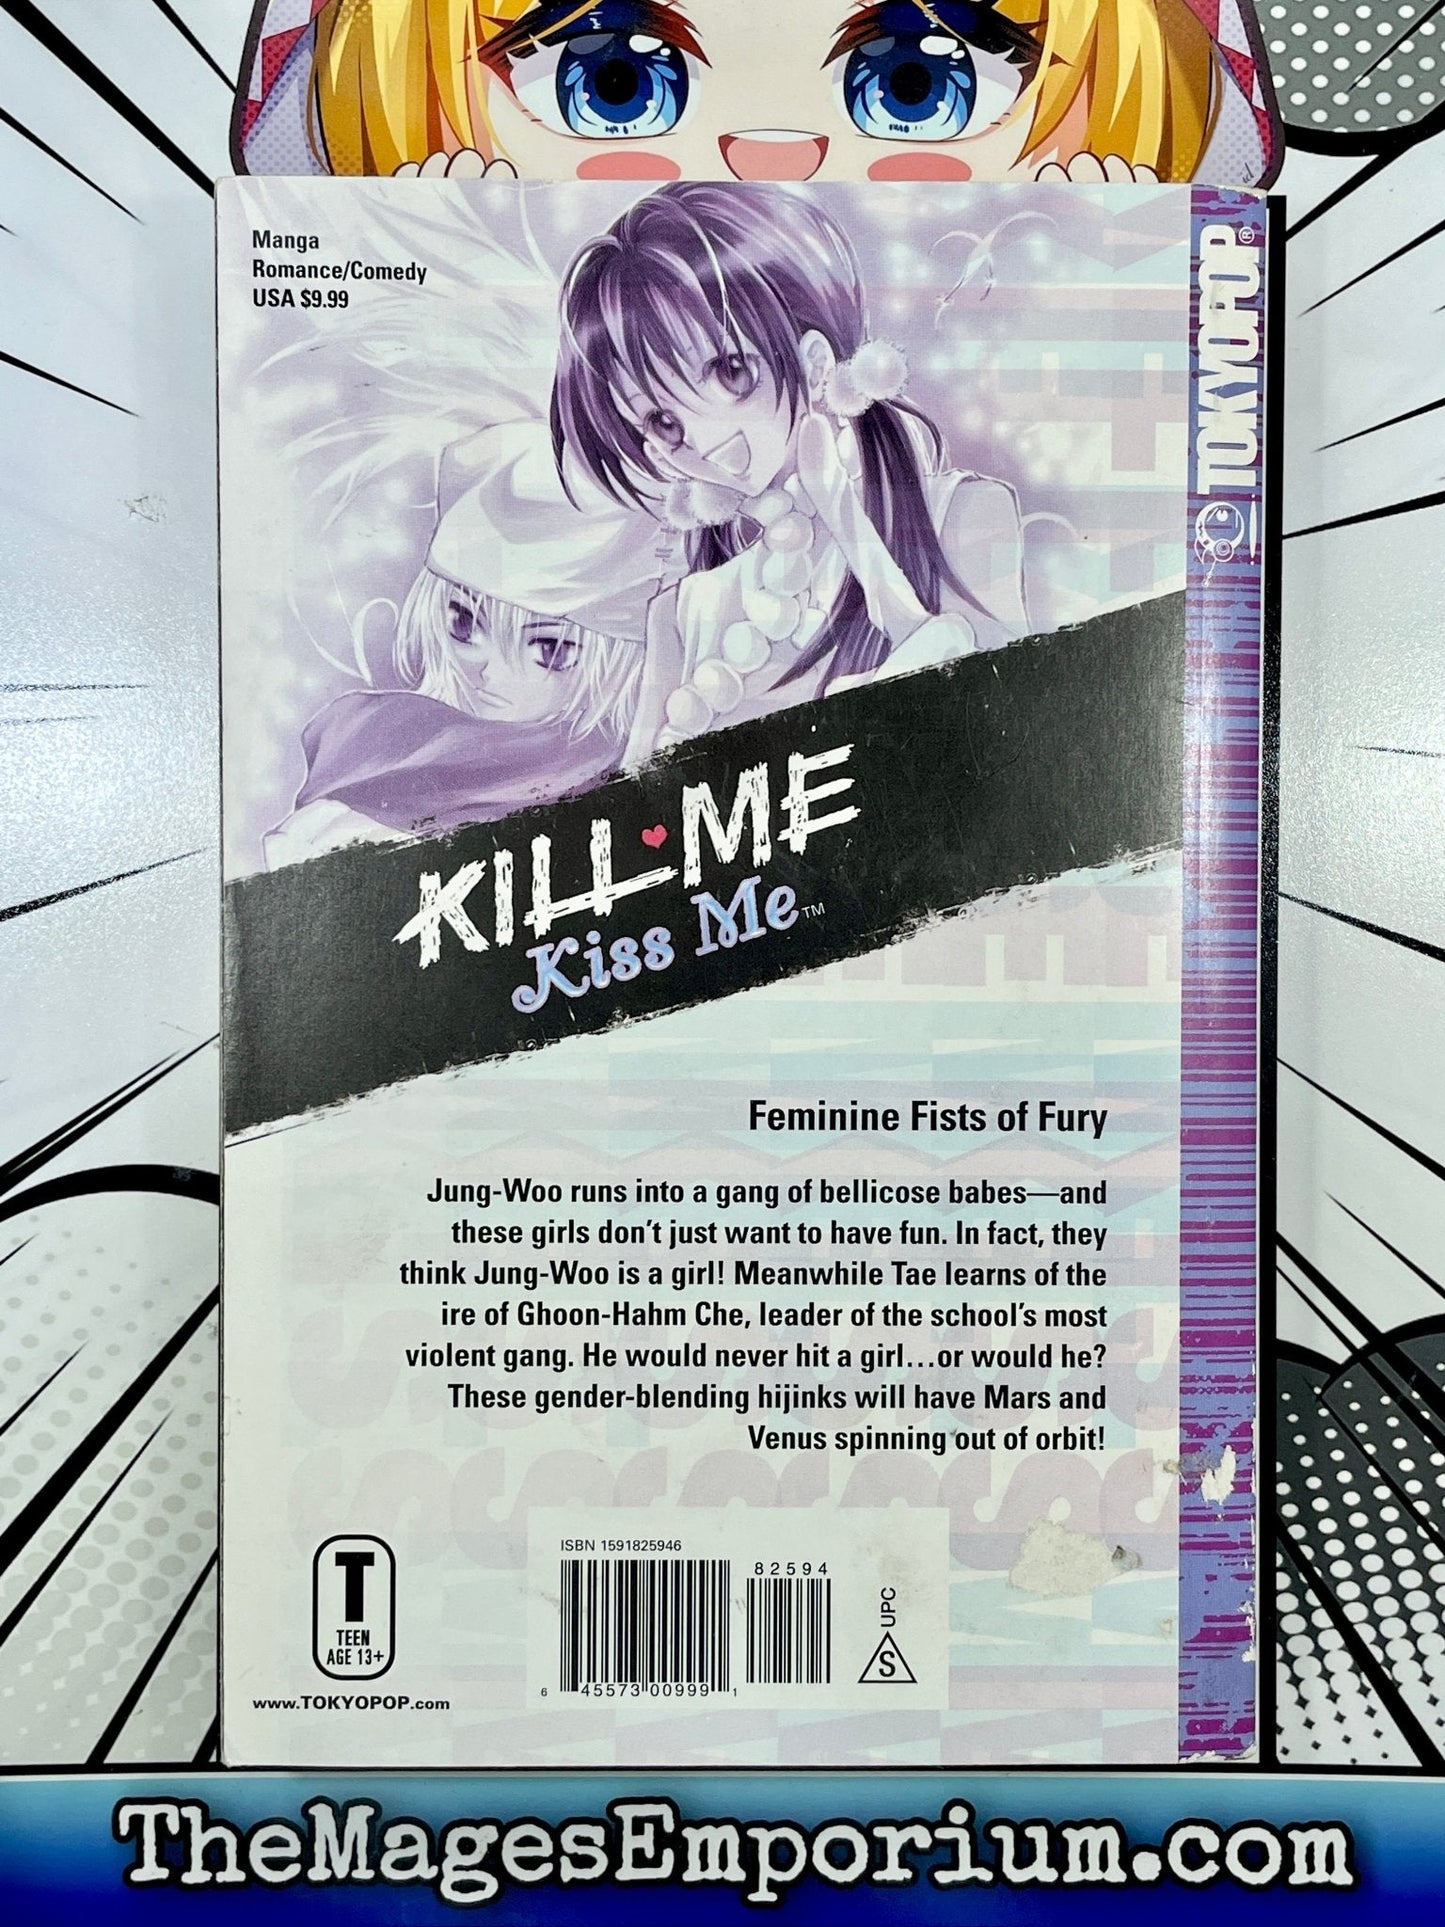 Manga
Romance/Comedy
USA $9.99
TOKYOPOP®
KILL ME
Kiss Me™
Feminine Fists of Fury
Jung-Woo runs into a gang of bellicose babes—and
these girls don't just want to have fun. In fact, they
think Jung-Woo is a girl! Meanwhile Tae learns of the
ire of Ghoon-Hahm Che, leader of the school's most
violent gang. He would never hit a girl...or would he?
These gender-blending hijinks will have Mars and
Venus spinning out of orbit!
T
TEEN
AGE 13+
www.TOKYOPOP.com
ISBN 1591825946
82594
6 45573 00999 1
S UPC
TheMagesEmporium.com